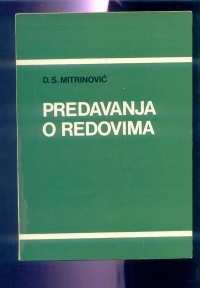 D. S. MITRINOVIĆ
PREDAVANJA
O REDOVIMA